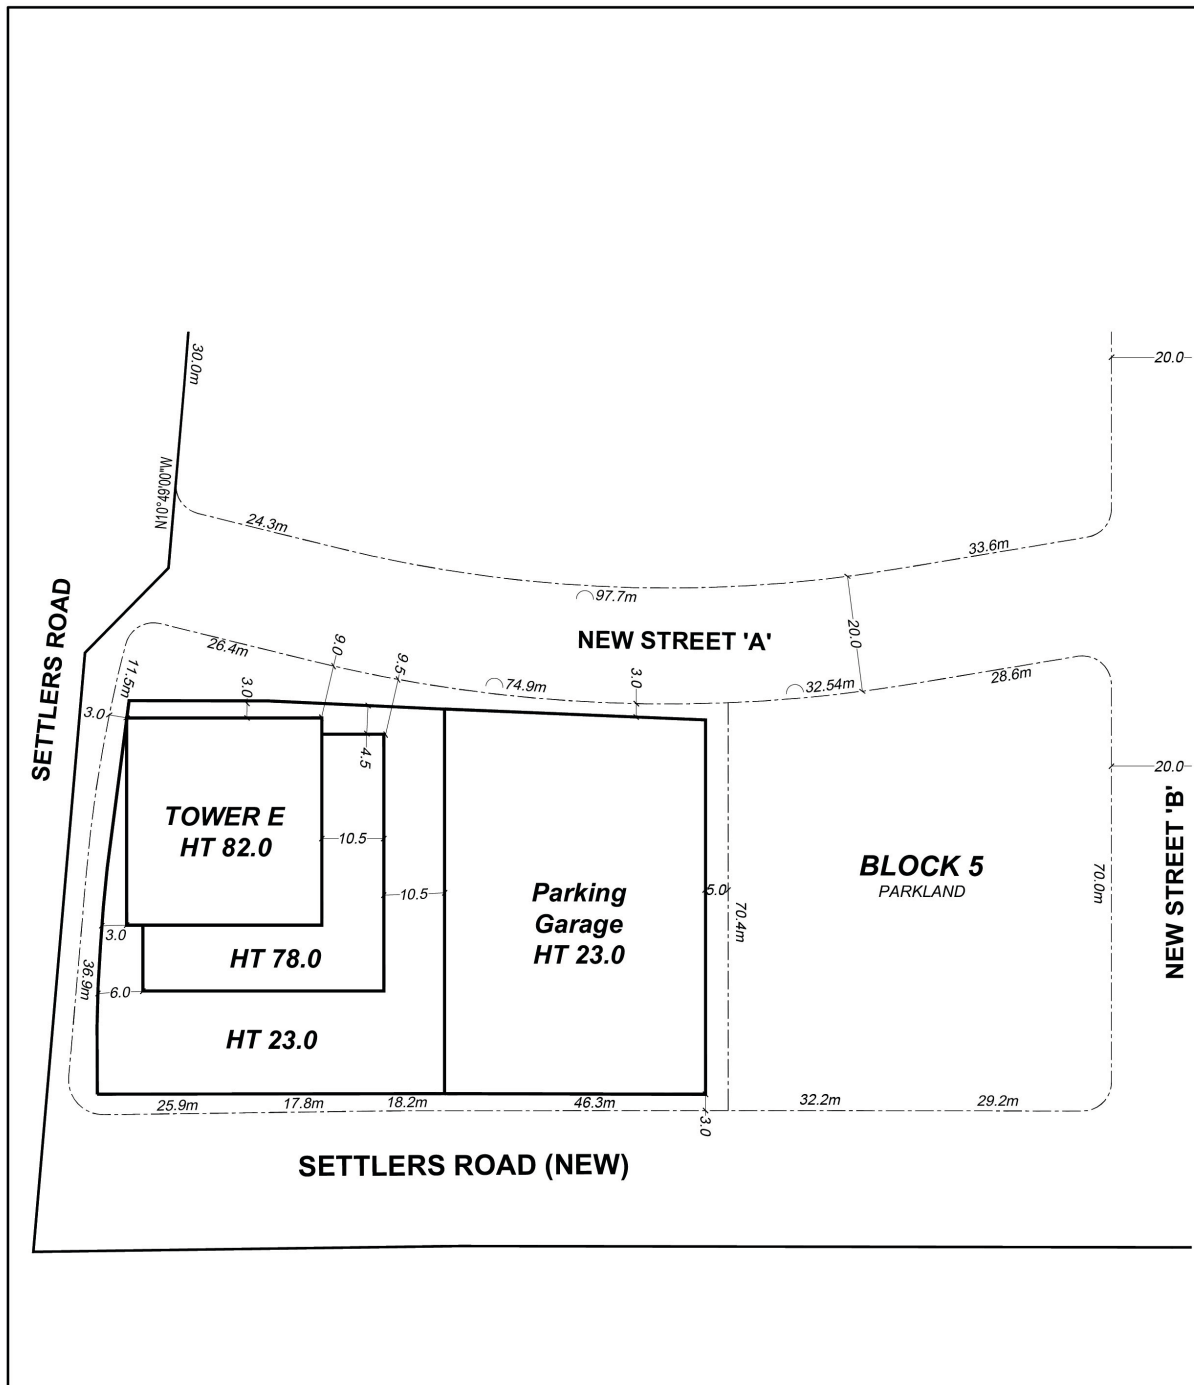 30.0m
20.0
N10°49'00"W
24.3m
33.6m
97.7m
SETTLERS ROAD
NEW STREET 'A'
20.0
26.4m
9.0
9.5
11.5m
3.0
74.9m
3.0
32.54m
28.6m
3.0
4.5
20.0
TOWER E
HT 82.0
10.5
10.5
Parking
Garage
HT 23.0
5.0
70.4m
BLOCK 5
PARKLAND
70.0m
NEW STREET 'B'
3.0
36.9m
6.0
HT 78.0
HT 23.0
25.9m
17.8m
18.2m
46.3m
3.0
32.2m
29.2m
SETTLERS ROAD (NEW)